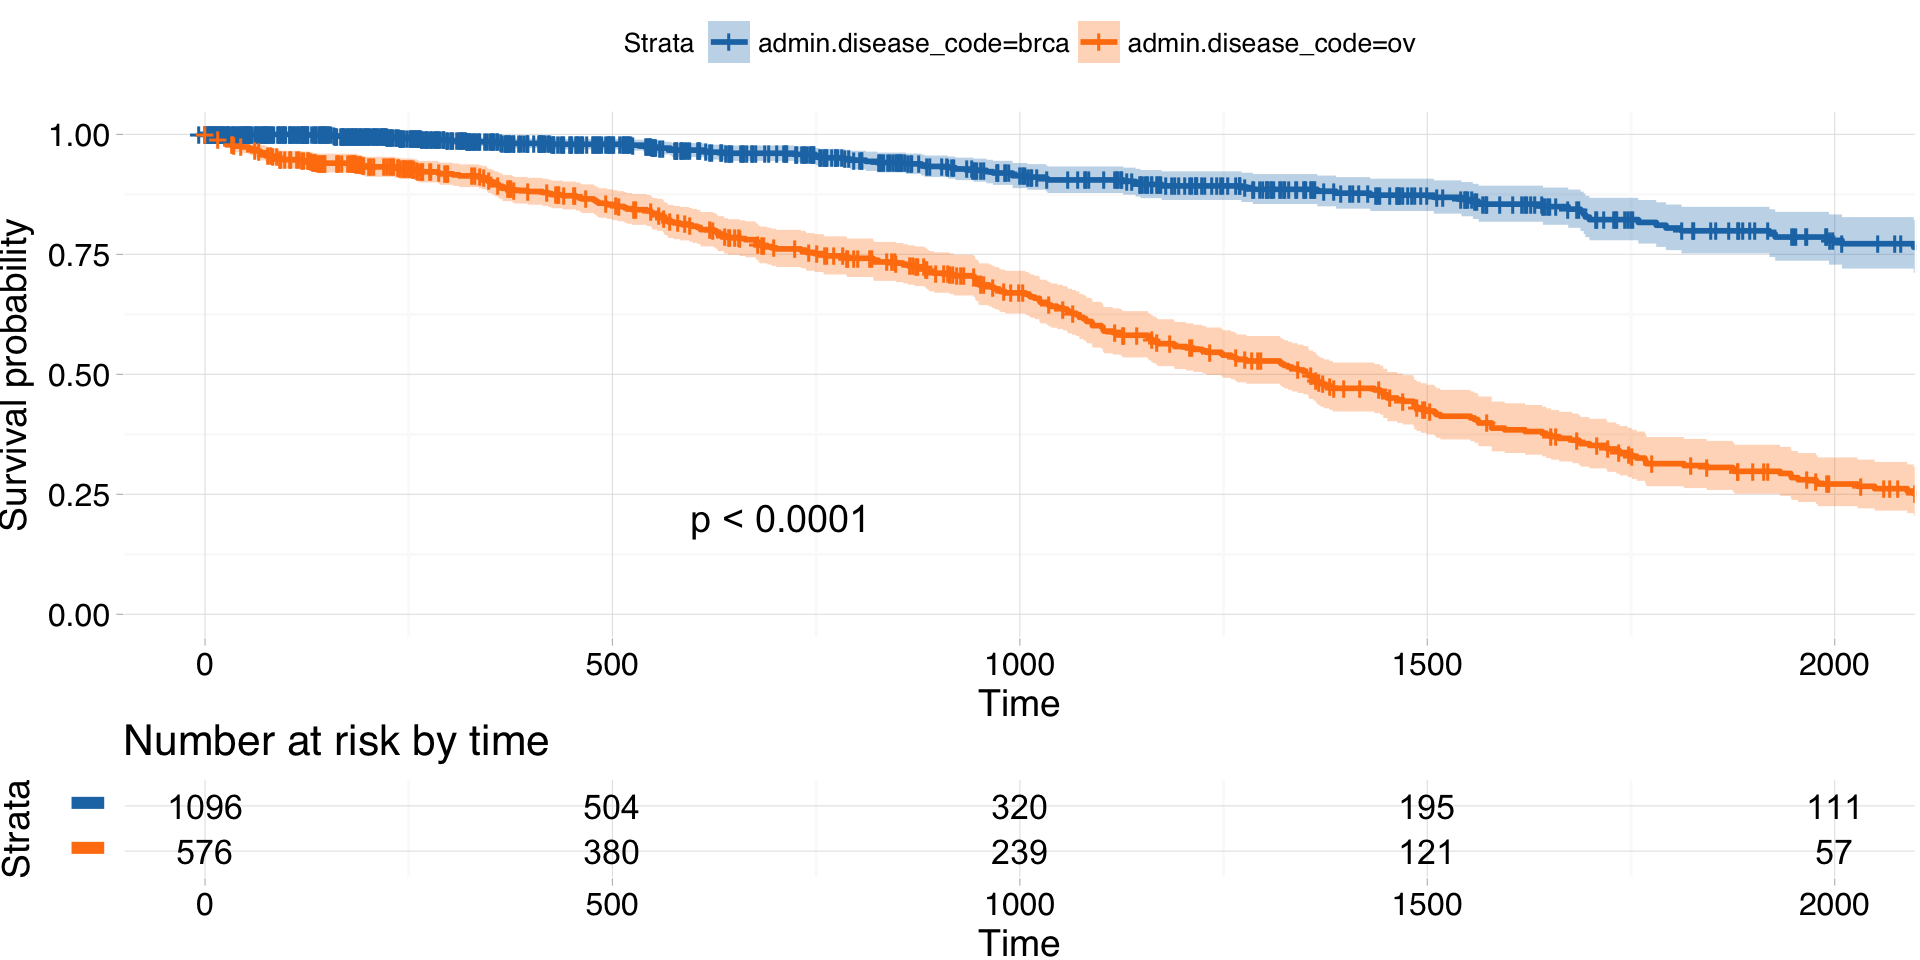 Strata admin.disease_code=brca admin.disease_code=ov
1.00
0.75
0.50
0.25
0.00
Survival probability
p < 0.0001
0 500 1000 1500 2000
Time
Number at risk by time
Strata
1096 504 320 195 111
576 380 239 121 57
0 500 1000 1500 2000
Time